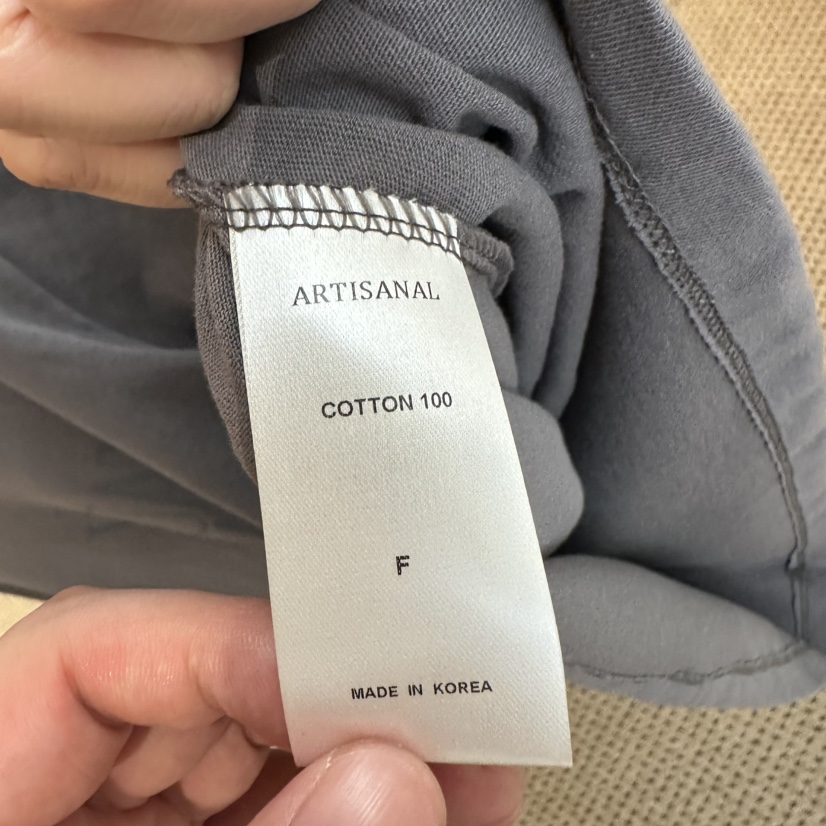 ARTISANAL
COTTON 100
F
MADE IN KOREA